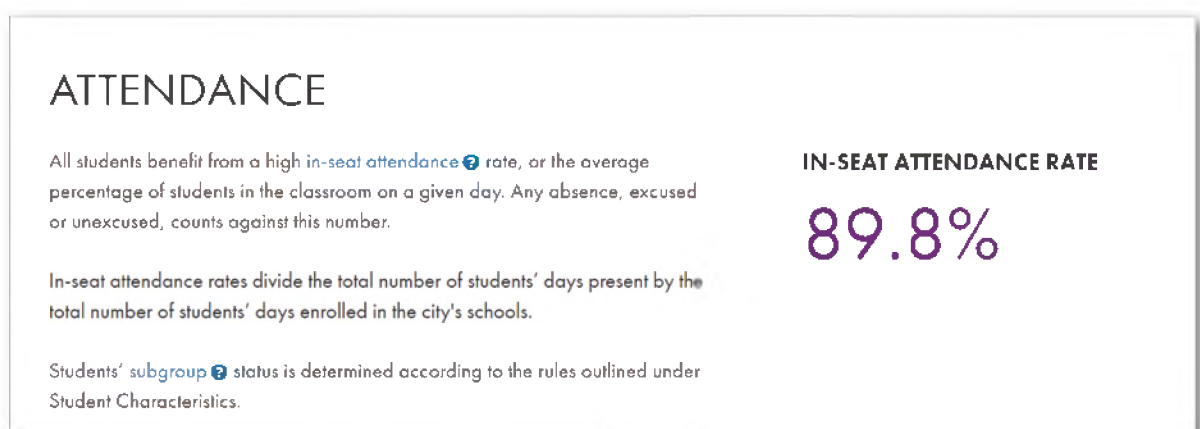 ATTENDANCE
All students benefit from a high in-seat attendance ? rate, or the average
percentage of students in the classroom on a given day. Any absence, excused
or unexcused, counts against this number.
In-seat attendance rates divide the total number of students' days present by the
total number of students' days enrolled in the city's schools.
Students' subgroup ? status is determined according to the rules outlined under
Student Characteristics.
IN-SEAT ATTENDANCE RATE
89.8%